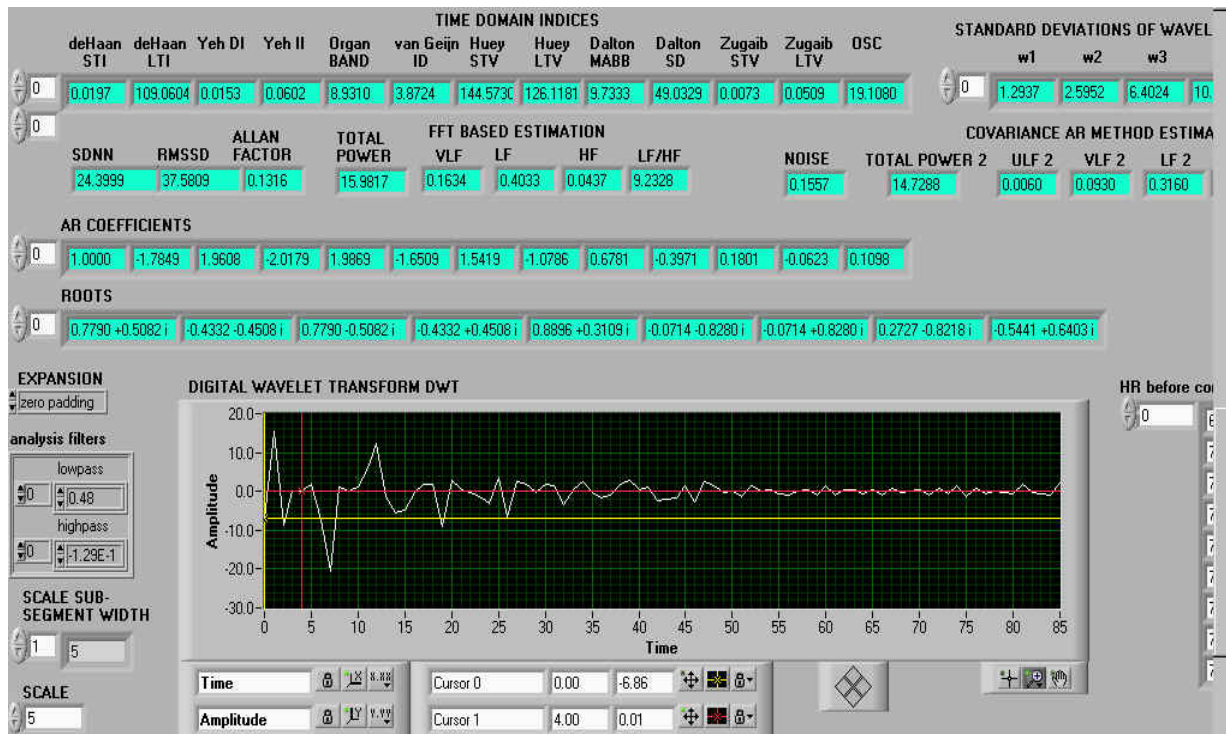 TIME DOMAIN INDICES
STANDARD DEVIATIONS OF WAVEL
deHaan STI deHaan LTI Yeh DI Yeh II Organ BAND van Geijn ID Huey STV Huey LTV Dalton MABB Dalton SD Zugaib STV Zugaib LTV OSC
w1 w2 w3
0 0.0197 109.0604 0.0153 0.0602 8.9310 3.8724 144.5730 126.1181 9.7333 49.0329 0.0073 0.0509 19.1080
0 1.2937 2.5952 6.4024 10.
0
FFT BASED ESTIMATION
COVARIANCE AR METHOD ESTIMA
SDNN RMSSD ALLAN FACTOR TOTAL POWER VLF LF HF LF/HF
NOISE TOTAL POWER 2 ULF 2 VLF 2 LF 2
24.3999 37.5809 0.1316 15.9817 0.1634 0.4033 0.0437 9.2328
0.1557 14.7288 0.0060 0.0930 0.3160
AR COEFFICIENTS
0 1.0000 -1.7849 1.9608 -2.0179 1.9869 -1.6509 1.5419 -1.0786 0.6781 -0.3971 0.1801 -0.0623 0.1098
ROOTS
0 0.7790 +0.5082 i -0.4332 -0.4508 i 0.7790 -0.5082 i -0.4332 +0.4508 i 0.8896 +0.3109 i -0.0714 -0.8280 i -0.0714 +0.8280 i 0.2727 -0.8218 i -0.5441 +0.6403 i
EXPANSION
zero padding
analysis filters
lowpass
0 0.48
highpass
0 -1.29E-1
SCALE SUB-
SEGMENT WIDTH
1 5
SCALE
5
DIGITAL WAVELET TRANSFORM DWT
Amplitude
20.0
10.0
0.0
-10.0
-20.0
-30.0
0 5 10 15 20 25 30 35 40 45 50 55 60 65 70 75 80 85
Time
Time X.XX Cursor 0 0.00 -6.86
Amplitude Y.YY Cursor 1 4.00 0.01
HR before co
0